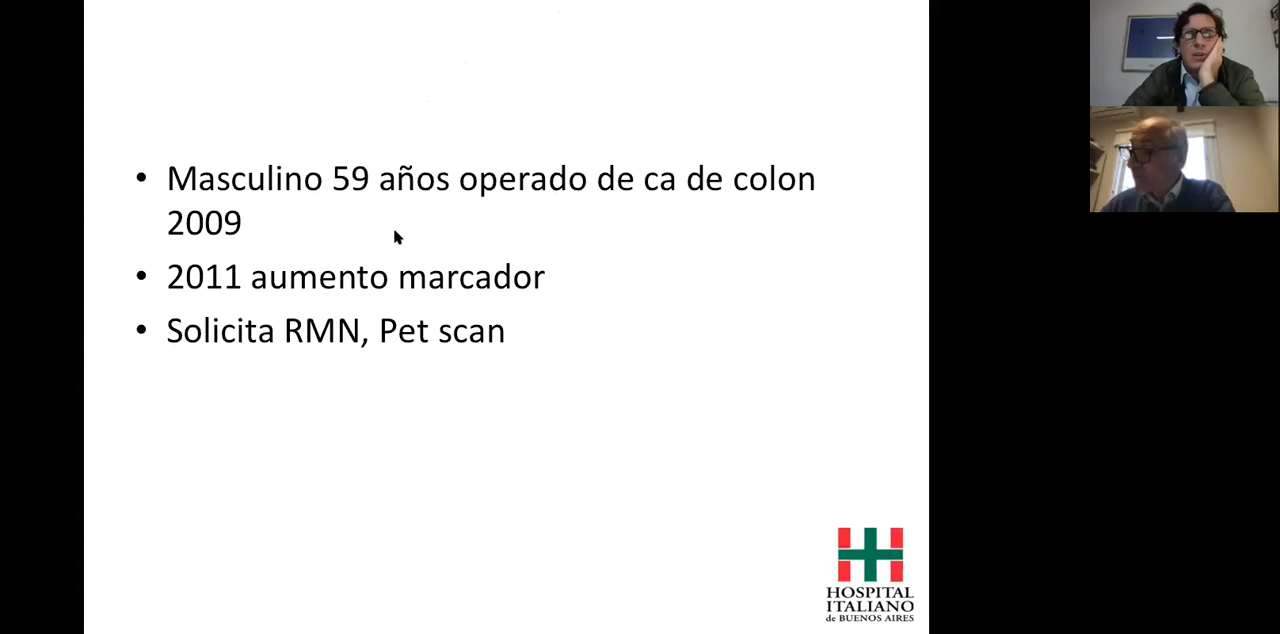 • Masculino 59 años operado de ca de colon
2009
• 2011 aumento marcador
• Solicita RMN, Pet scan
HOSPITAL
ITALIANO
de BUENOS AIRES